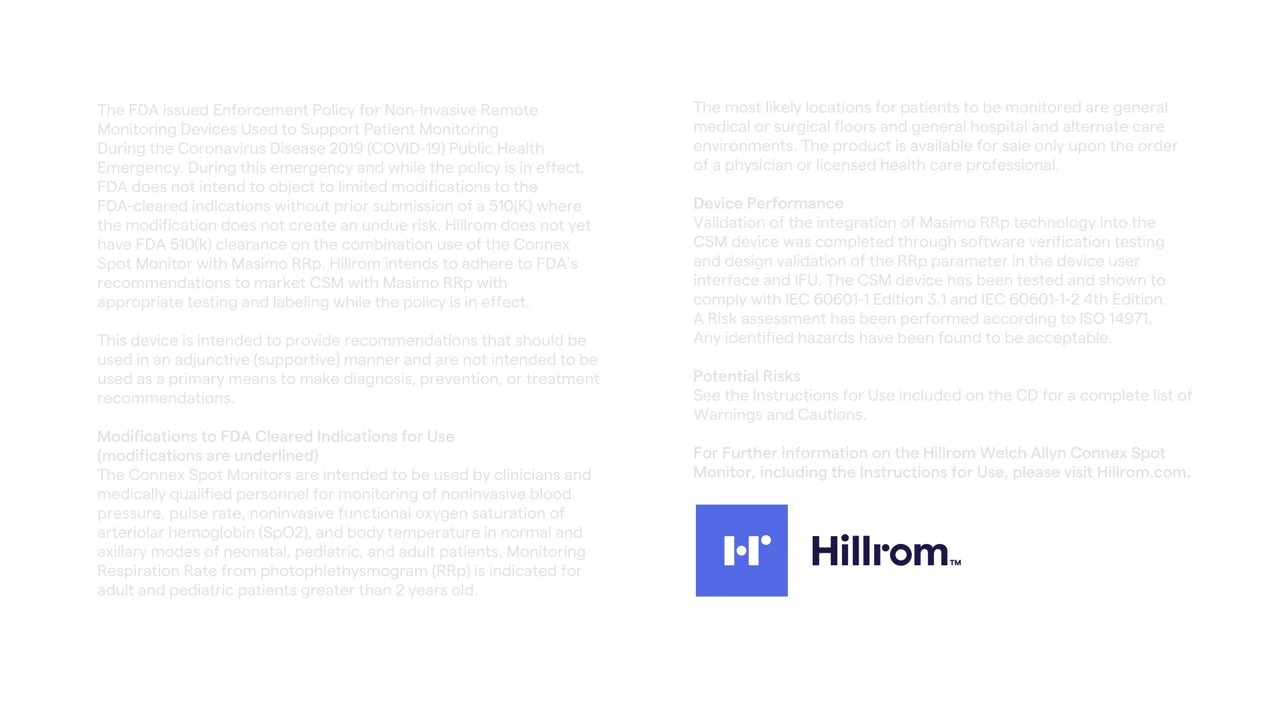 The FDA issued Enforcement Policy for Non-Invasive Remote
Monitoring Devices Used to Support Patient Monitoring
During the Coronavirus Disease 2019 (COVID-19) Public Health
Emergency. During this emergency and while the policy is in effect,
FDA does not intend to object to limited modifications to the
FDA-cleared indications without prior submission of a 510(K) where
the modification does not create an undue risk. Hillrom does not yet
have FDA 510(k) clearance on the combination use of the Connex
Spot Monitor with Masimo RRp. Hillrom intends to adhere to FDA's
recommendations to market CSM with Masimo RRp with
appropriate testing and labeling while the policy is in effect.
This device is intended to provide recommendations that should be
used in an adjunctive (supportive) manner and are not intended to be
used as a primary means to make diagnosis, prevention, or treatment
recommendations.
Modifications to FDA Cleared Indications for Use
(modifications are underlined)
The Connex Spot Monitors are intended to be used by clinicians and
medically qualified personnel for monitoring of noninvasive blood
pressure, pulse rate, noninvasive functional oxygen saturation of
arteriolar hemoglobin (SpO2), and body temperature in normal and
axillary modes of neonatal, pediatric, and adult patients. Monitoring
Respiration Rate from photophlethysmogram (RRp) is indicated for
adult and pediatric patients greater than 2 years old.
The most likely locations for patients to be monitored are general
medical or surgical floors and general hospital and alternate care
environments. The product is available for sale only upon the order
of a physician or licensed health care professional.
Device Performance
Validation of the integration of Masimo RRp technology into the
CSM device was completed through software verification testing
and design validation of the RRp parameter in the device user
interface and IFU. The CSM device has been tested and shown to
comply with IEC 60601-1 Edition 3.1 and IEC 60601-1-2 4th Edition.
A Risk assessment has been performed according to ISO 14971.
Any identified hazards have been found to be acceptable.
Potential Risks
See the Instructions for Use included on the CD for a complete list of
Warnings and Cautions.
For Further information on the Hillrom Welch Allyn Connex Spot
Monitor, including the Instructions for Use, please visit Hillrom.com.
Hr Hillrom™